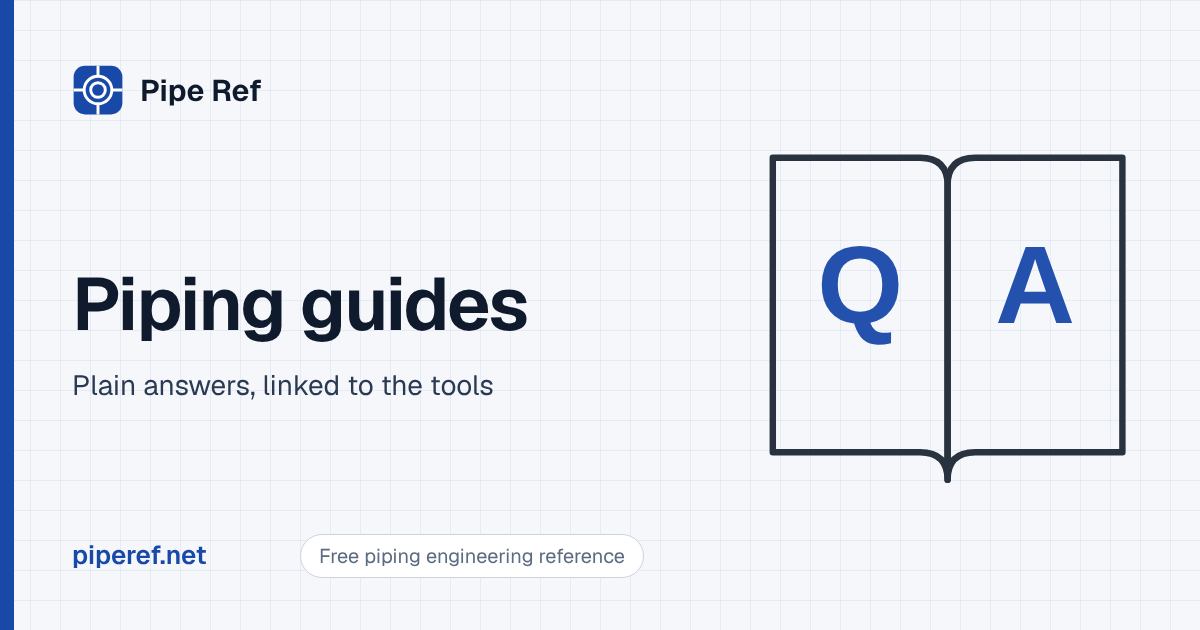 Pipe Ref
Piping guides
Plain answers, linked to the tools
Q A
piperef.net
Free piping engineering reference